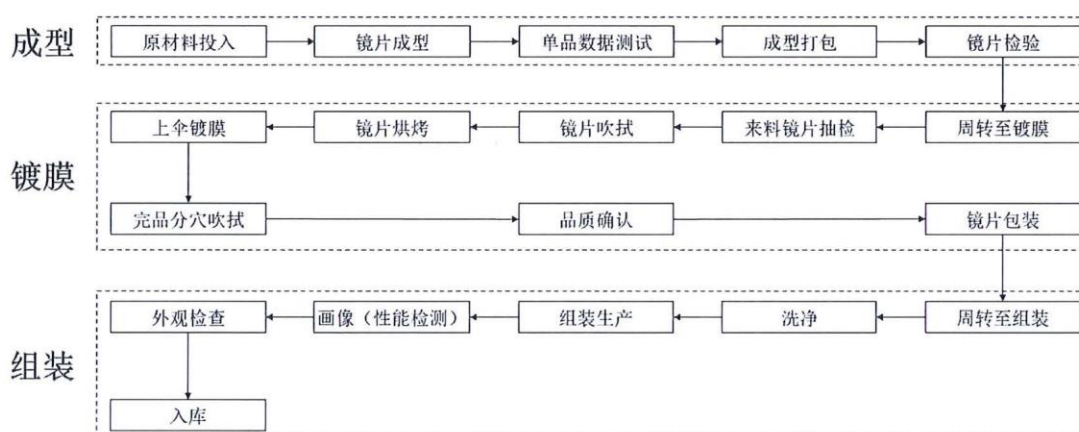 成型
原材料投入
镜片成型
单品数据测试
成型打包
镜片检验
镀膜
上伞镀膜
镜片烘烤
镜片吹拭
来料镜片抽检
周转至镀膜
完品分穴吹拭
品质确认
镜片包装
组装
外观检查
画像（性能检测）
组装生产
洗净
周转至组装
入库